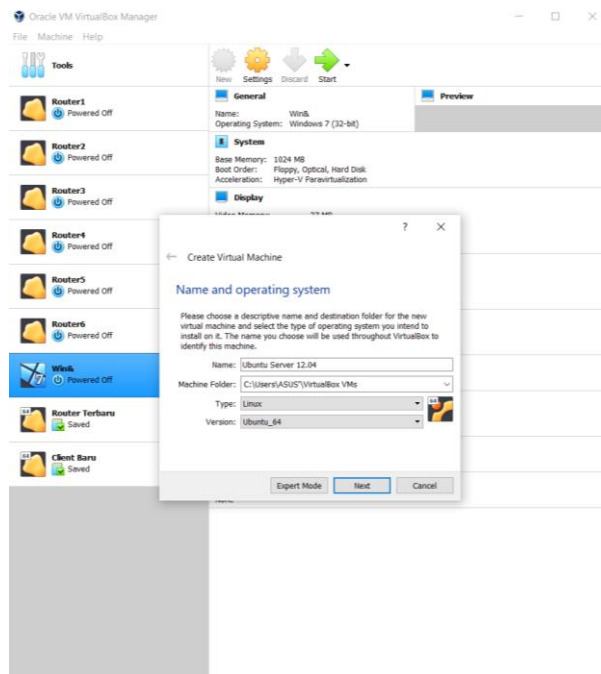 Oracle VM VirtualBox Manager
File Machine Help
Tools
New Settings Discard Start
Router1
Powered Off
Router2
Powered Off
Router3
Powered Off
Router4
Powered Off
Router5
Powered Off
Router6
Powered Off
Win&
Powered Off
Router Terbaru
Saved
Client Baru
Saved
General
Name: Win&
Operating System: Windows 7 (32-bit)
Preview
System
Base Memory: 1024 MB
Boot Order: Floppy, Optical, Hard Disk
Acceleration: Hyper-V Paravirtualization
Display
?
← Create Virtual Machine
Name and operating system
Please choose a descriptive name and destination folder for the new
virtual machine and select the type of operating system you intend to
install on it. The name you choose will be used throughout VirtualBox to
identify this machine.
Name: Ubuntu Server 12.04
Machine Folder: C:\Users\ASUS"\VirtualBox VMs
Type: Linux
Version: Ubuntu_64
64
Expert Mode Next Cancel